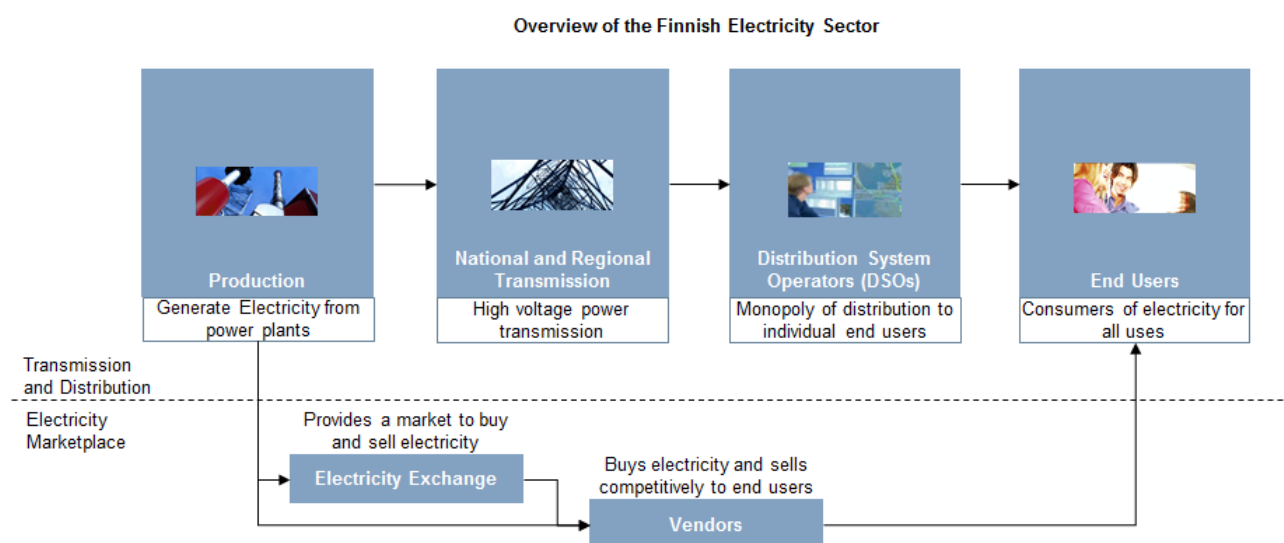 Overview of the Finnish Electricity Sector
Production
Generate Electricity from
power plants
National and Regional
Transmission
High voltage power
transmission
Distribution System
Operators (DSOs)
Monopoly of distribution to
individual end users
End Users
Consumers of electricity for
all uses
Transmission
and Distribution
Electricity
Marketplace
Provides a market to buy
and sell electricity
Electricity Exchange
Buys electricity and sells
competitively to end users
Vendors